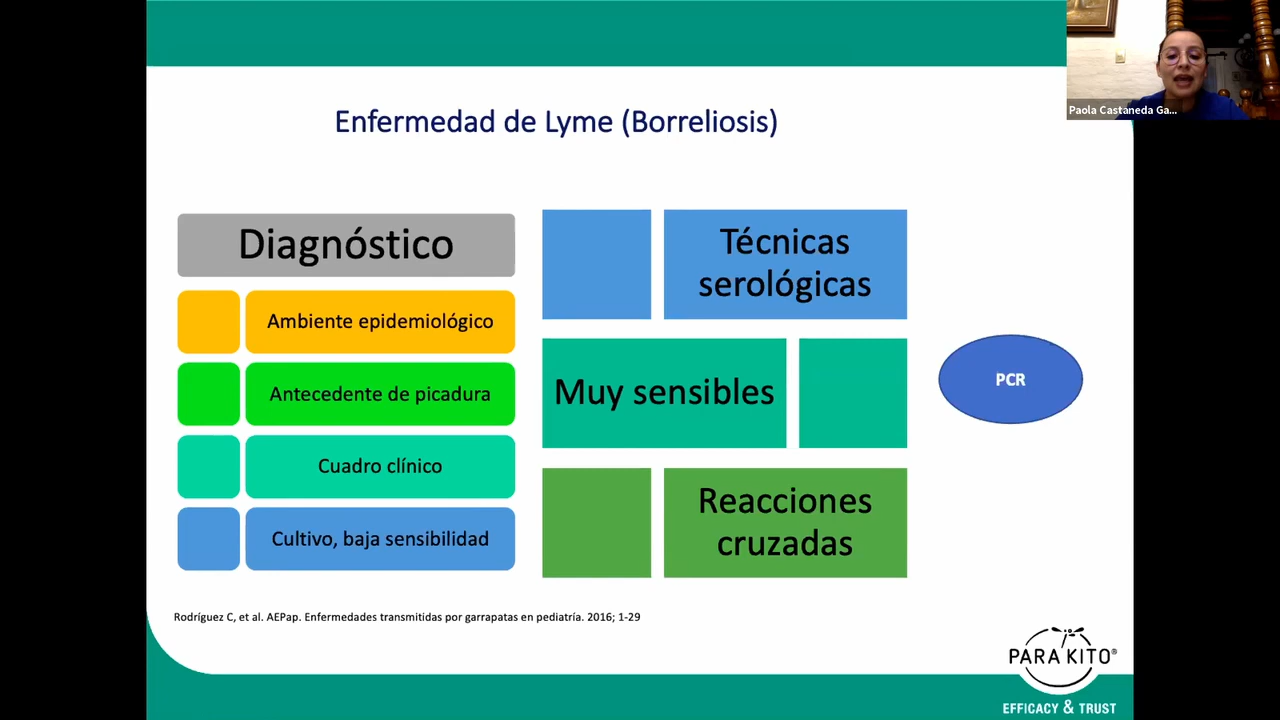 Paola Castaneda Ga...
Enfermedad de Lyme (Borreliosis)
Diagnóstico
Ambiente epidemiológico
Antecedente de picadura
Cuadro clínico
Cultivo, baja sensibilidad
Técnicas
serológicas
Muy sensibles
Reacciones
cruzadas
PCR
Rodríguez C, et al. AEPap. Enfermedades transmitidas por garrapatas en pediatría. 2016; 1-29
PARA KITO®
EFFICACY & TRUST